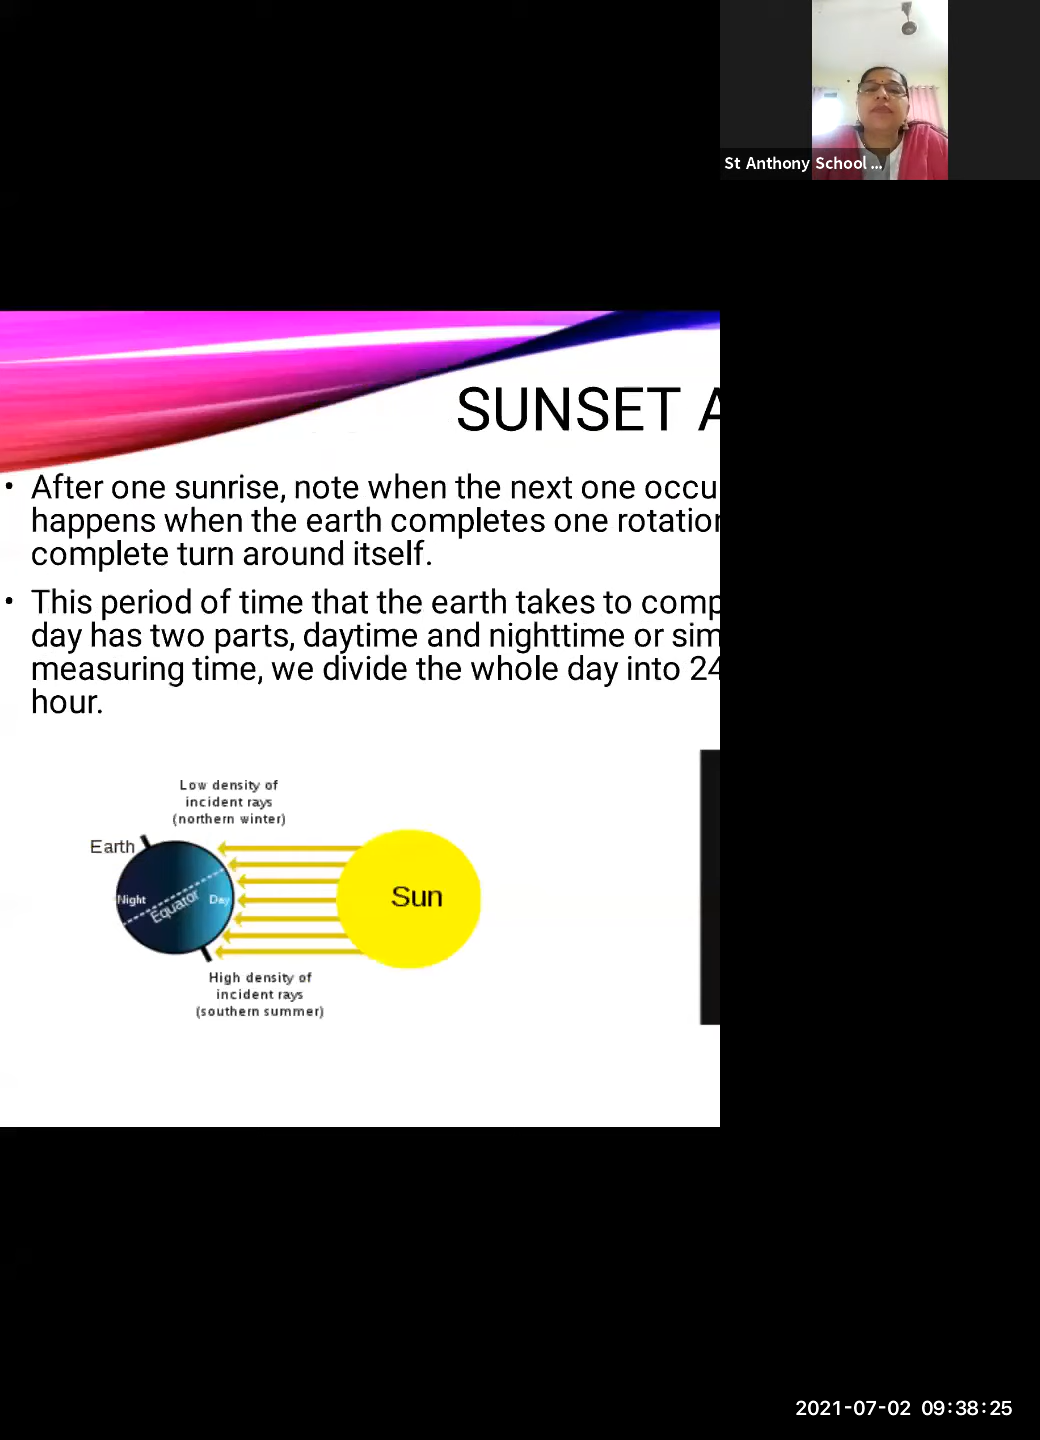 St Anthony School ...
SUNSET A
• After one sunrise, note when the next one occu
happens when the earth completes one rotation
complete turn around itself.
• This period of time that the earth takes to comp
day has two parts, daytime and nighttime or sim
measuring time, we divide the whole day into 24
hour.
Low density of
incident rays
(northern winter)
Earth
Night
Equator
Day
Sun
High density of
incident rays
(southern summer)
2021-07-02 09:38:25